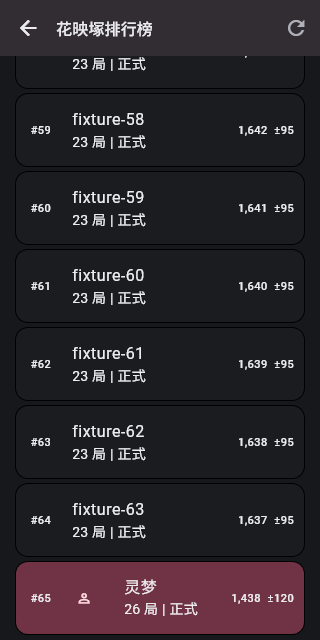 花映塚排行榜
23 局 | 正式
#59
fixture-58
23 局 | 正式
1,642 ±95
#60
fixture-59
23 局 | 正式
1,641 ±95
#61
fixture-60
23 局 | 正式
1,640 ±95
#62
fixture-61
23 局 | 正式
1,639 ±95
#63
fixture-62
23 局 | 正式
1,638 ±95
#64
fixture-63
23 局 | 正式
1,637 ±95
#65
灵梦
26 局 | 正式
1,438 ±120